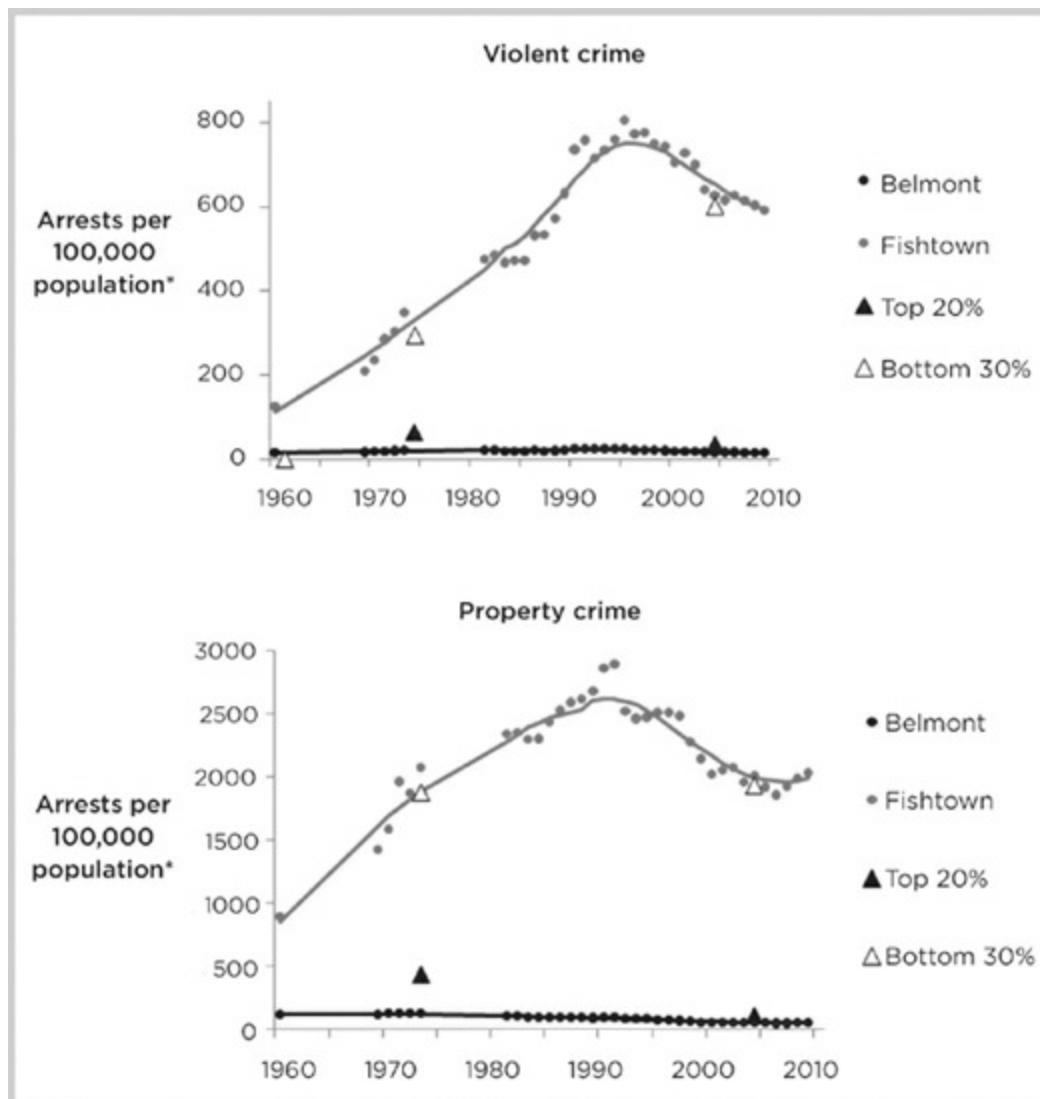 Violent crime
Arrests per
100,000
population*
800
600
400
200
0
1960 1970 1980 1990 2000 2010
Belmont
Fishtown
Top 20%
Bottom 30%
Property crime
Arrests per
100,000
population*
3000
2500
2000
1500
1000
500
0
1960 1970 1980 1990 2000 2010
Belmont
Fishtown
Top 20%
Bottom 30%